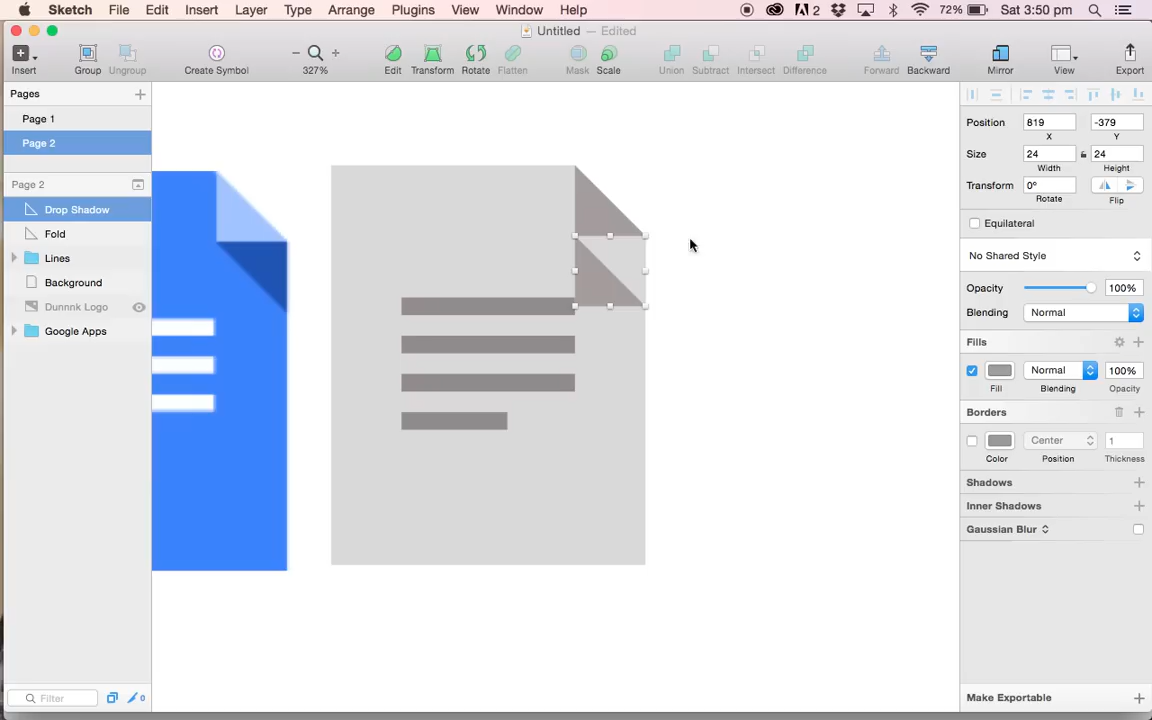 Sketch File Edit Insert Layer Type Arrange Plugins View Window Help 2 72% Sat 3:50 pm
Untitled — Edited
Insert Group Ungroup Create Symbol 327% Edit Transform Rotate Flatten Mask Scale Union Subtract Intersect Difference Forward Backward Mirror View Export
Pages
Page 1
Page 2
Page 2
Drop Shadow
Fold
Lines
Background
Dunnnk Logo
Google Apps
Filter 0
Position 819 -379
X Y
Size 24 24
Width Height
Transform 0°
Rotate Flip
Equilateral
No Shared Style
Opacity 100%
Blending Normal
Fills
Normal 100%
Fill Blending Opacity
Borders
Center 1
Color Position Thickness
Shadows
Inner Shadows
Gaussian Blur
Make Exportable